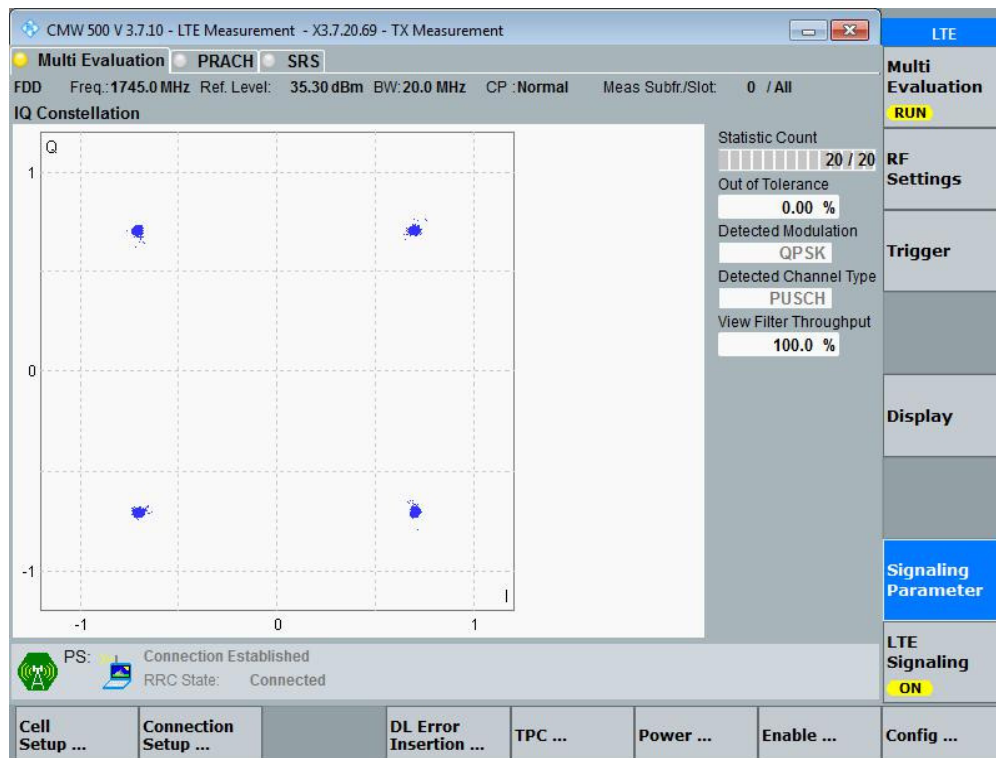 CMW 500 V 3.7.10 - LTE Measurement - X3.7.20.69 - TX Measurement
LTE
Multi Evaluation PRACH SRS
FDD Freq.:1745.0 MHz Ref. Level: 35.30 dBm BW:20.0 MHz CP :Normal Meas Subfr./Slot: 0 / All
IQ Constellation
Q
1
0
-1
I
-1 0 1
Statistic Count
20 / 20
Out of Tolerance
0.00 %
Detected Modulation
QPSK
Detected Channel Type
PUSCH
View Filter Throughput
100.0 %
Multi
Evaluation
RUN
RF
Settings
Trigger
Display
Signaling
Parameter
LTE
Signaling
ON
PS: Connection Established
RRC State: Connected
Cell
Setup ...
Connection
Setup ...
DL Error
Insertion ...
TPC ...
Power ...
Enable ...
Config ...